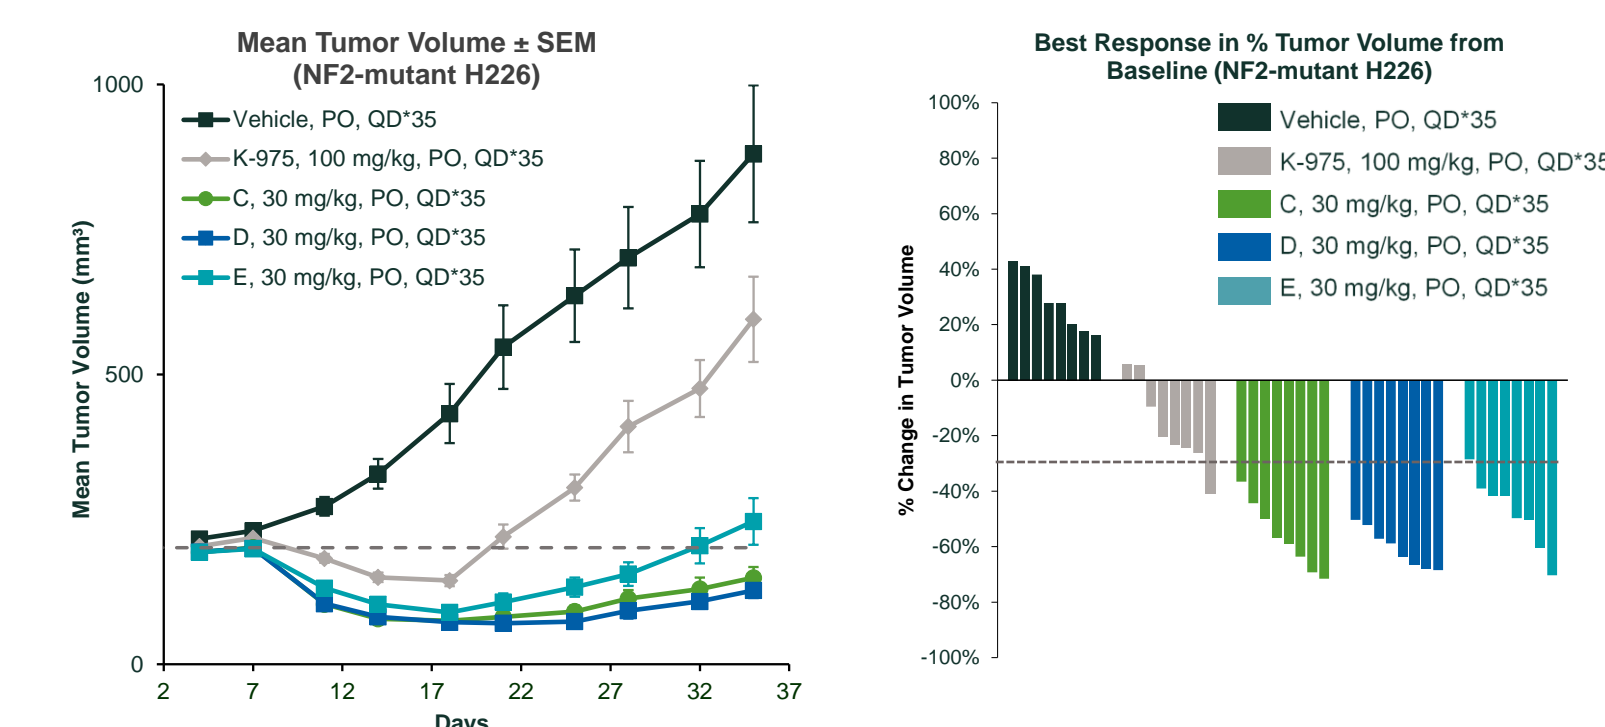 Mean Tumor Volume ± SEM
(NF2-mutant H226)
Mean Tumor Volume (mm³)
1000
500
0
Vehicle, PO, QD*35
K-975, 100 mg/kg, PO, QD*35
C, 30 mg/kg, PO, QD*35
D, 30 mg/kg, PO, QD*35
E, 30 mg/kg, PO, QD*35
2 7 12 17 22 27 32 37
Days
Best Response in % Tumor Volume from
Baseline (NF2-mutant H226)
% Change in Tumor Volume
100%
80%
60%
40%
20%
0%
-20%
-40%
-60%
-80%
-100%
Vehicle, PO, QD*35
K-975, 100 mg/kg, PO, QD*35
C, 30 mg/kg, PO, QD*35
D, 30 mg/kg, PO, QD*35
E, 30 mg/kg, PO, QD*35